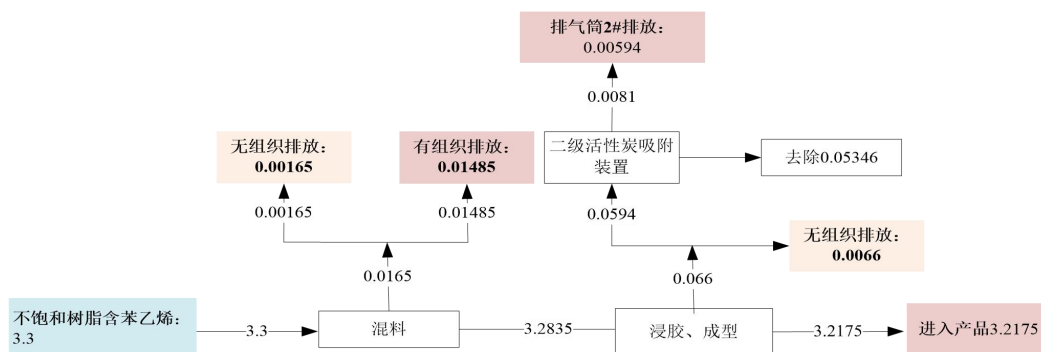 排气筒2#排放：
0.00594
0.0081
无组织排放：
0.00165
有组织排放：
0.01485
二级活性炭吸附
装置
去除0.05346
0.00165
0.01485
0.0594
无组织排放：
0.0066
0.0165
0.066
不饱和树脂含苯乙烯：
3.3
3.3
混料
3.2835
浸胶、成型
3.2175
进入产品3.2175